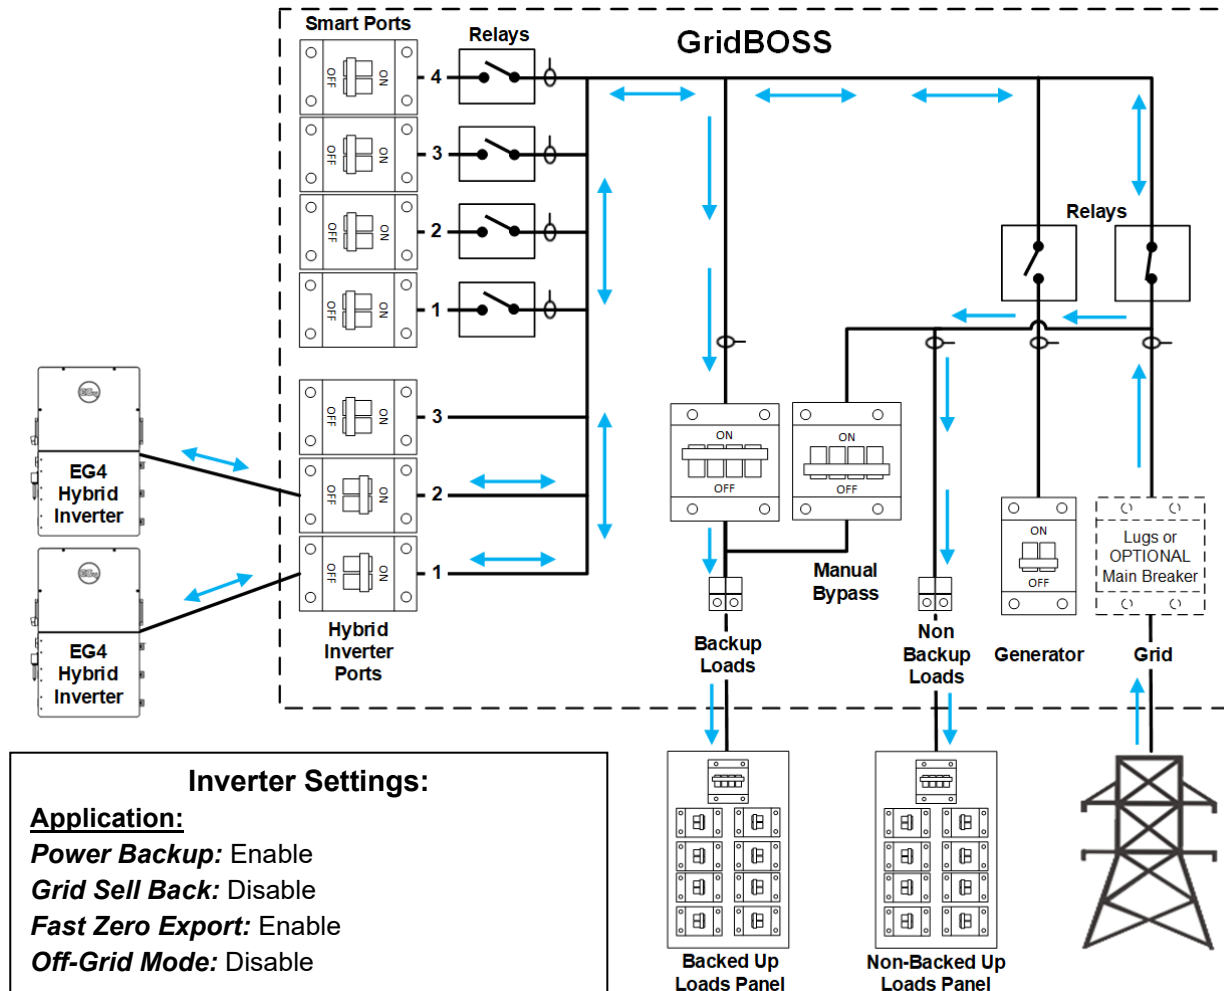 GridBOSS
Smart Ports
Relays
OFF
ON
4
OFF
ON
3
OFF
ON
2
OFF
ON
1
Relays
OFF
ON
3
OFF
ON
2
OFF
ON
1
Hybrid
Inverter
Ports
EG4
Hybrid
Inverter
EG4
Hybrid
Inverter
ON
OFF
ON
OFF
Manual
Bypass
Backup
Loads
Non
Backup
Loads
ON
OFF
Generator
Lugs or
OPTIONAL
Main Breaker
Grid
Backed Up
Loads Panel
Non-Backed Up
Loads Panel
Inverter Settings:
Application:
Power Backup: Enable
Grid Sell Back: Disable
Fast Zero Export: Enable
Off-Grid Mode: Disable